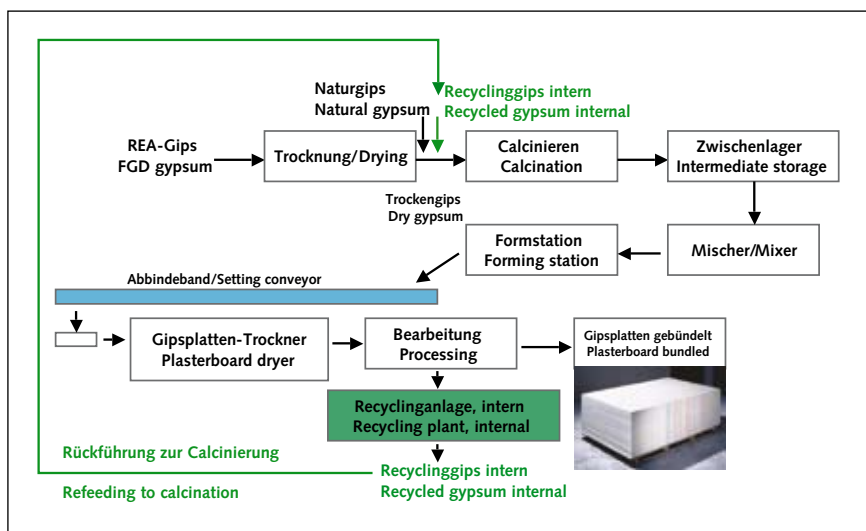 Naturgips
Natural gypsum
Recyclinggips intern
Recycled gypsum internal
REA-Gips
FGD gypsum
Trocknung/Drying
Calcinieren
Calcination
Zwischenlager
Intermediate storage
Trockengips
Dry gypsum
Formstation
Forming station
Mischer/Mixer
Abbindeband/Setting conveyor
Gipsplatten-Trockner
Plasterboard dryer
Bearbeitung
Processing
Gipsplatten gebündelt
Plasterboard bundled
Recyclinganlage, intern
Recycling plant, internal
Rückführung zur Calcinierung
Refeeding to calcination
Recyclinggips intern
Recycled gypsum internal